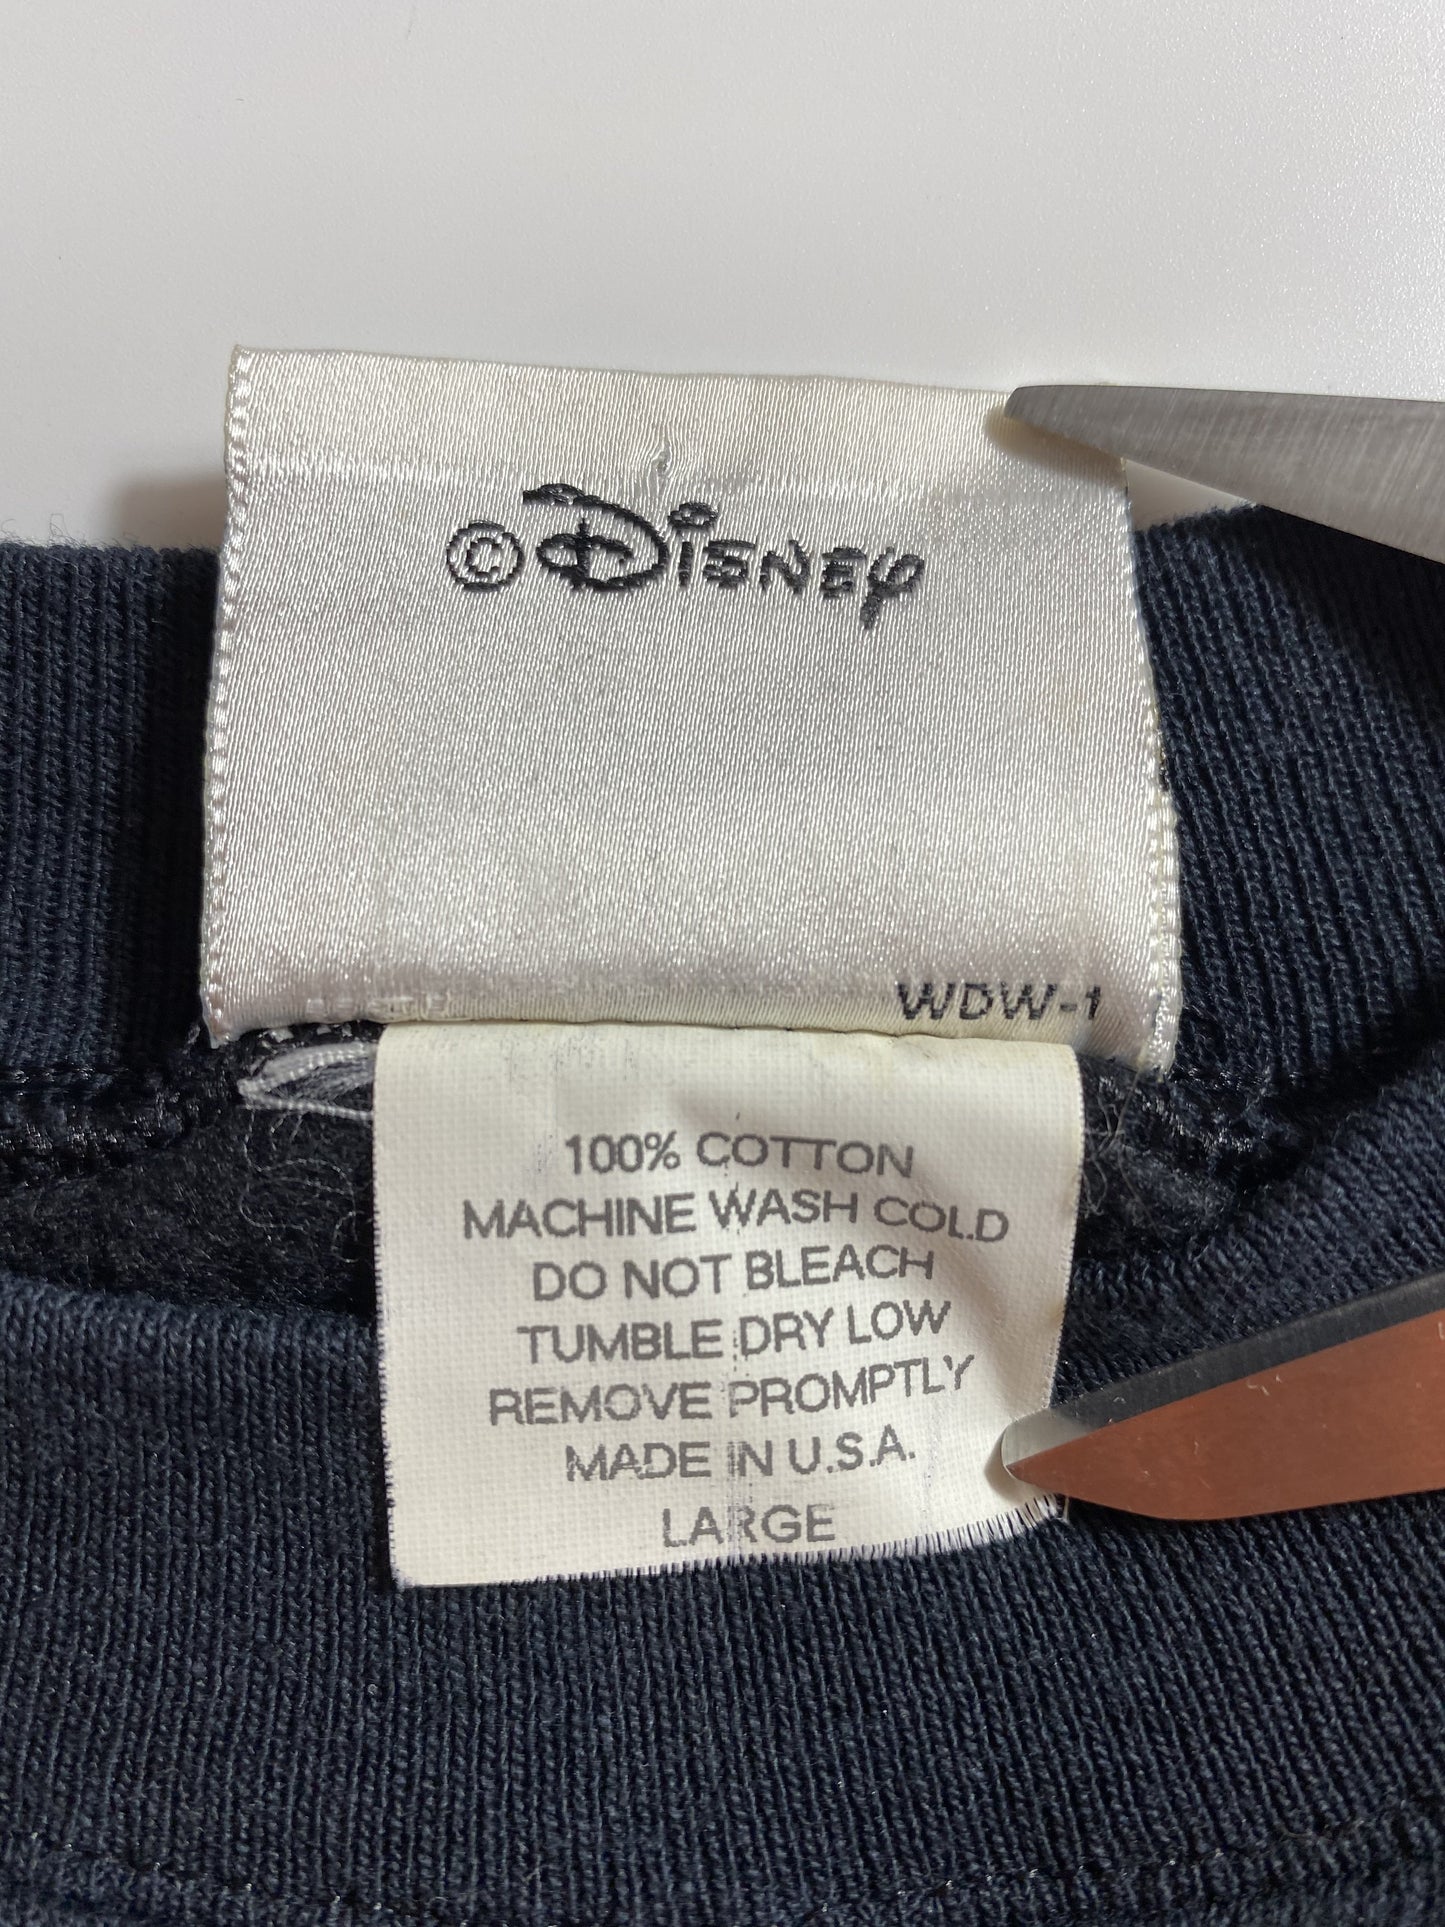 © Disney
WDW-1
100% COTTON
MACHINE WASH COLD
DO NOT BLEACH
TUMBLE DRY LOW
REMOVE PROMPTLY
MADE IN U.S.A.
LARGE